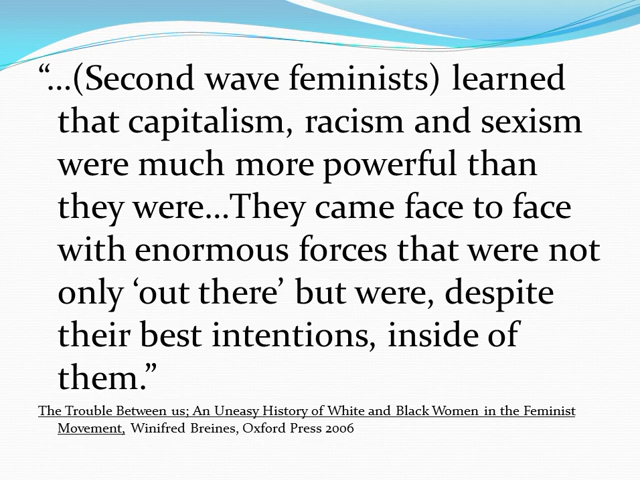 “...(Second wave feminists) learned
that capitalism, racism and sexism
were much more powerful than
they were...They came face to face
with enormous forces that were not
only ‘out there’ but were, despite
their best intentions, inside of
them.”
The Trouble Between us; An Uneasy History of White and Black Women in the Feminist
Movement, Winifred Breines, Oxford Press 2006